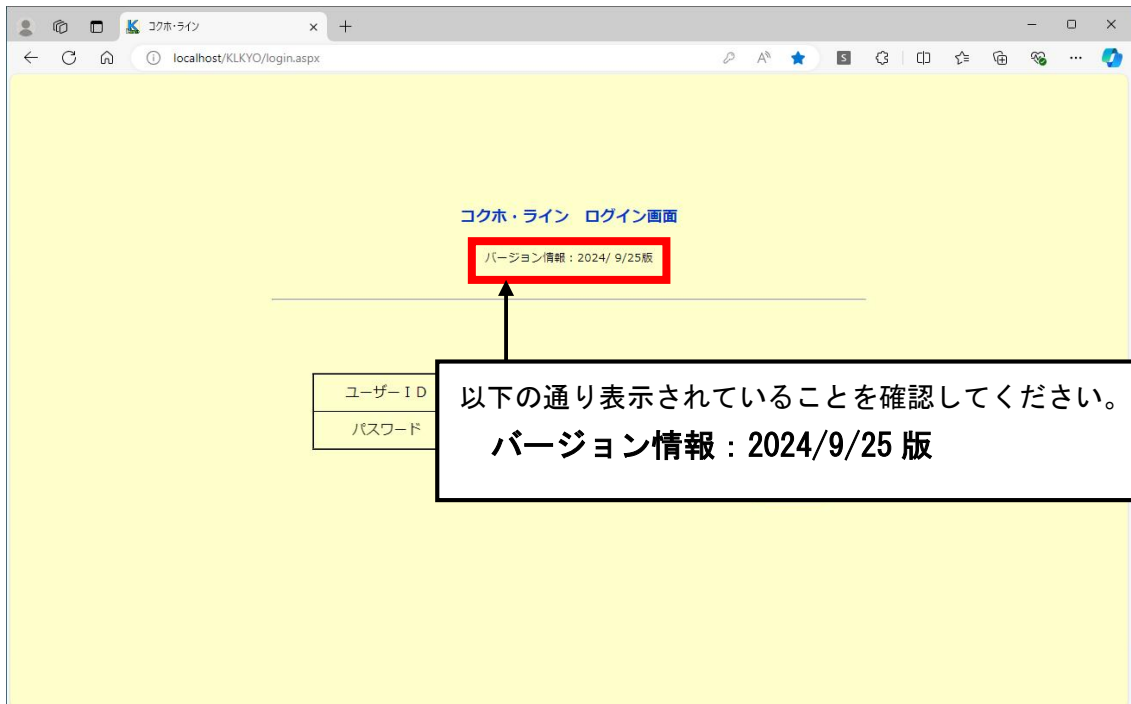 コクホ・ライン
localhost/KLKYO/login.aspx
コクホ・ライン　ログイン画面
バージョン情報：2024/ 9/25版
ユーザーＩＤ
パスワード
以下の通り表示されていることを確認してください。
バージョン情報：2024/9/25 版